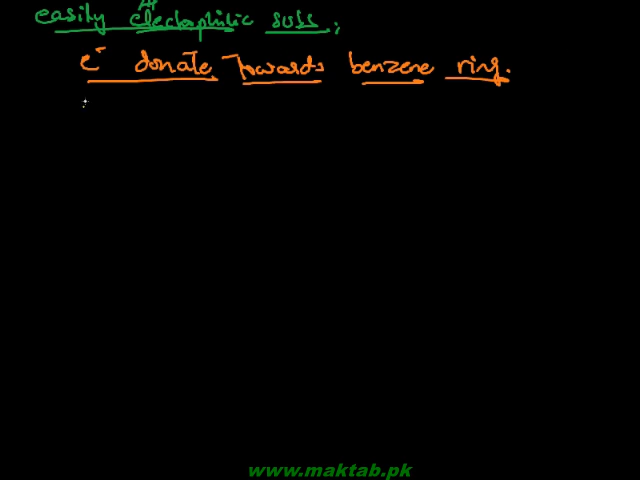 easily electrophilic subs;
e⁻ donate towards benzene ring.
www.maktab.pk